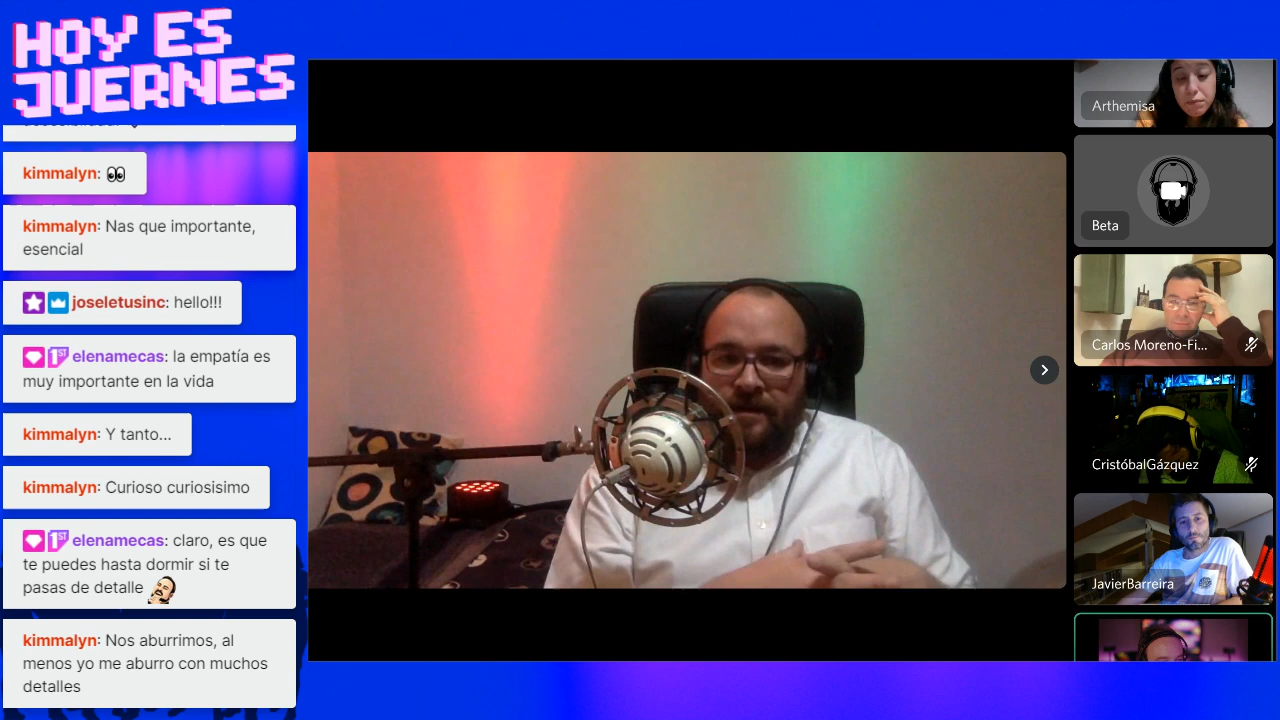 HOY ES
JUERNES
kimmalyn: 👀
kimmalyn: Nas que importante,
esencial
joseletusinc: hello!!!
1ST elenamecas: la empatía es
muy importante en la vida
kimmalyn: Y tanto...
kimmalyn: Curioso curiosisimo
1ST elenamecas: claro, es que
te puedes hasta dormir si te
pasas de detalle
kimmalyn: Nos aburrimos, al
menos yo me aburro con muchos
detalles
Arthemisa
Beta
Carlos Moreno-Fi...
CristóbalGázquez
JavierBarreira